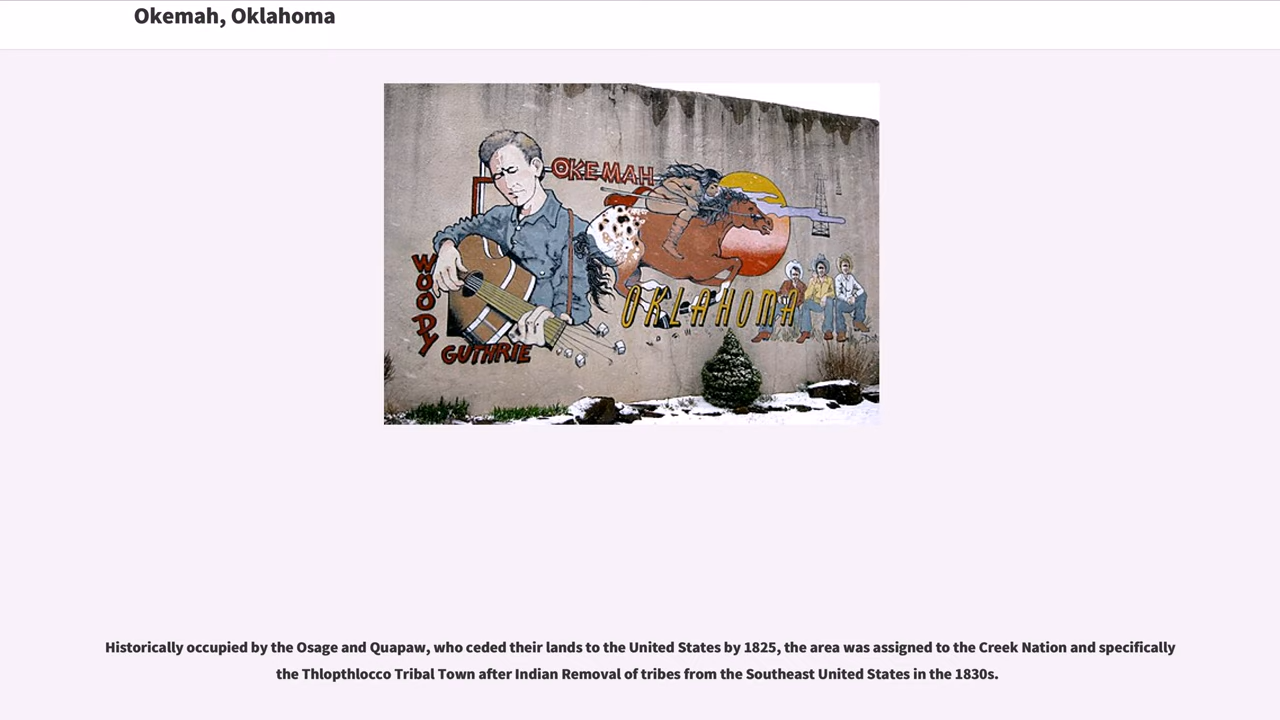 Okemah, Oklahoma
OKEMAH
WOODY
GUTHRIE
OKLAHOMA
Historically occupied by the Osage and Quapaw, who ceded their lands to the United States by 1825, the area was assigned to the Creek Nation and specifically
the Thlopthlocco Tribal Town after Indian Removal of tribes from the Southeast United States in the 1830s.